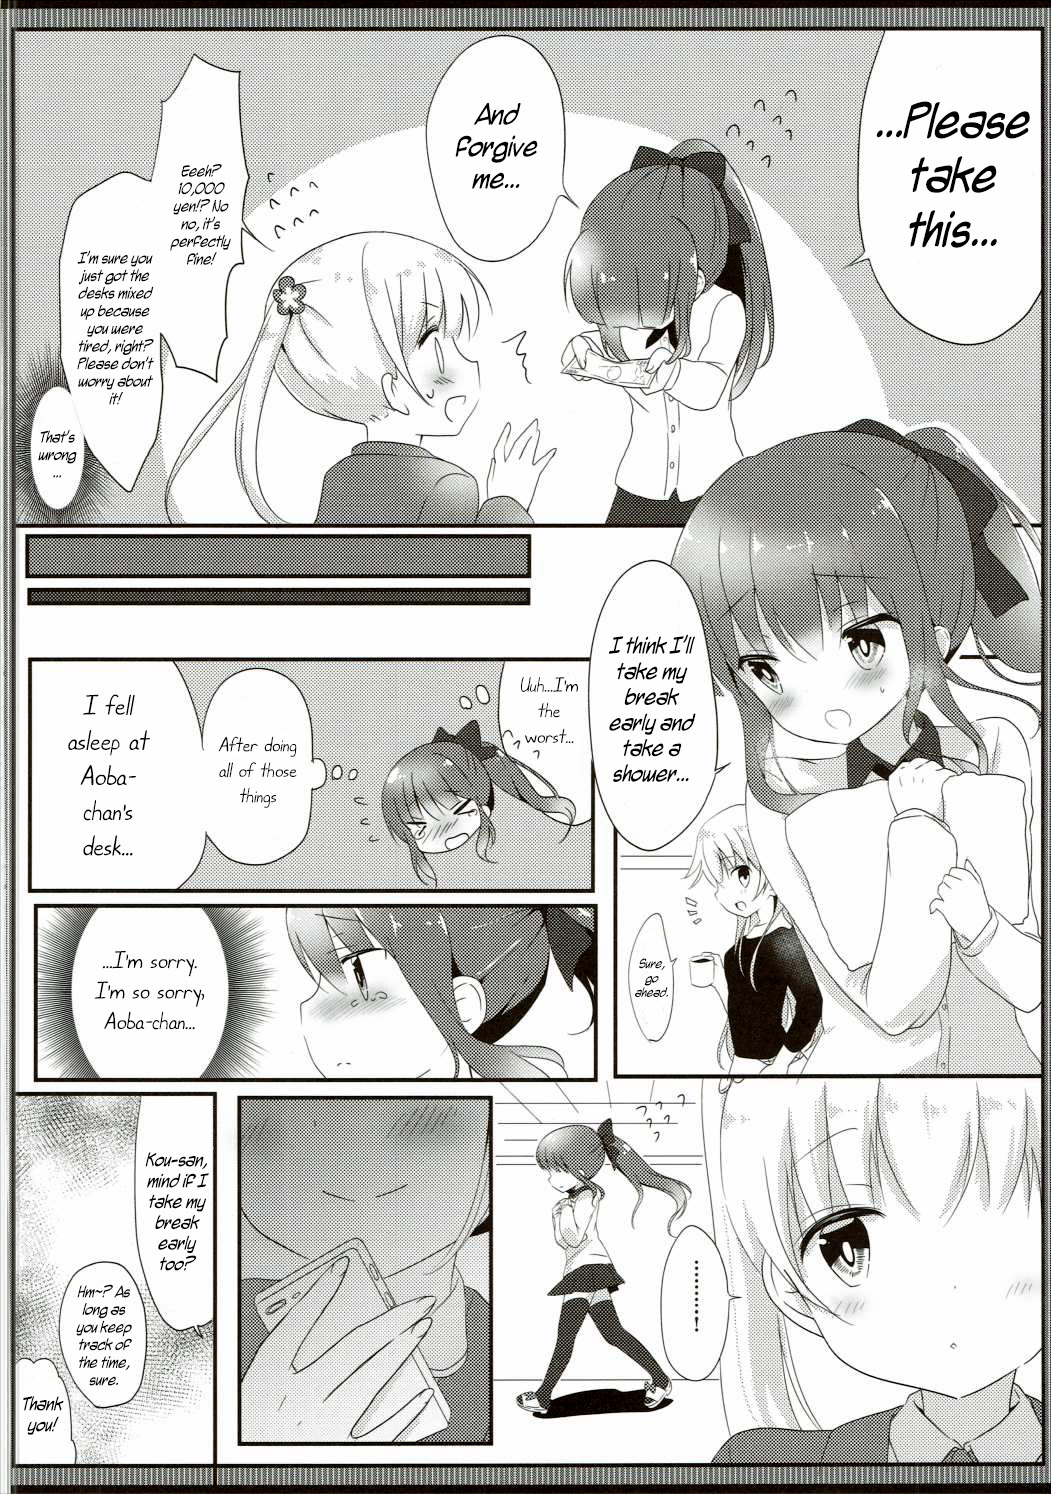 ...Please
take
this...
And
forgive
me...
Eeeh?
10,000
yen!? No
no, it's
perfectly
fine!
I'm sure you
just got the
desks mixed
up because
you were
tired, right?
Please don't
worry about
it!
That's
wrong
...
I think I'll
take my
break
early and
take a
shower...
Sure,
go
ahead.
Uuh...I'm
the
worst...
After doing
all of those
things
I fell
asleep at
Aoba-
chan's
desk...
...I'm sorry.
I'm so sorry,
Aoba-chan...
.........!
Kou-san,
mind if I
take my
break
early
too?
Hm~? As
long as
you keep
track of
the time,
sure.
Thank
you!